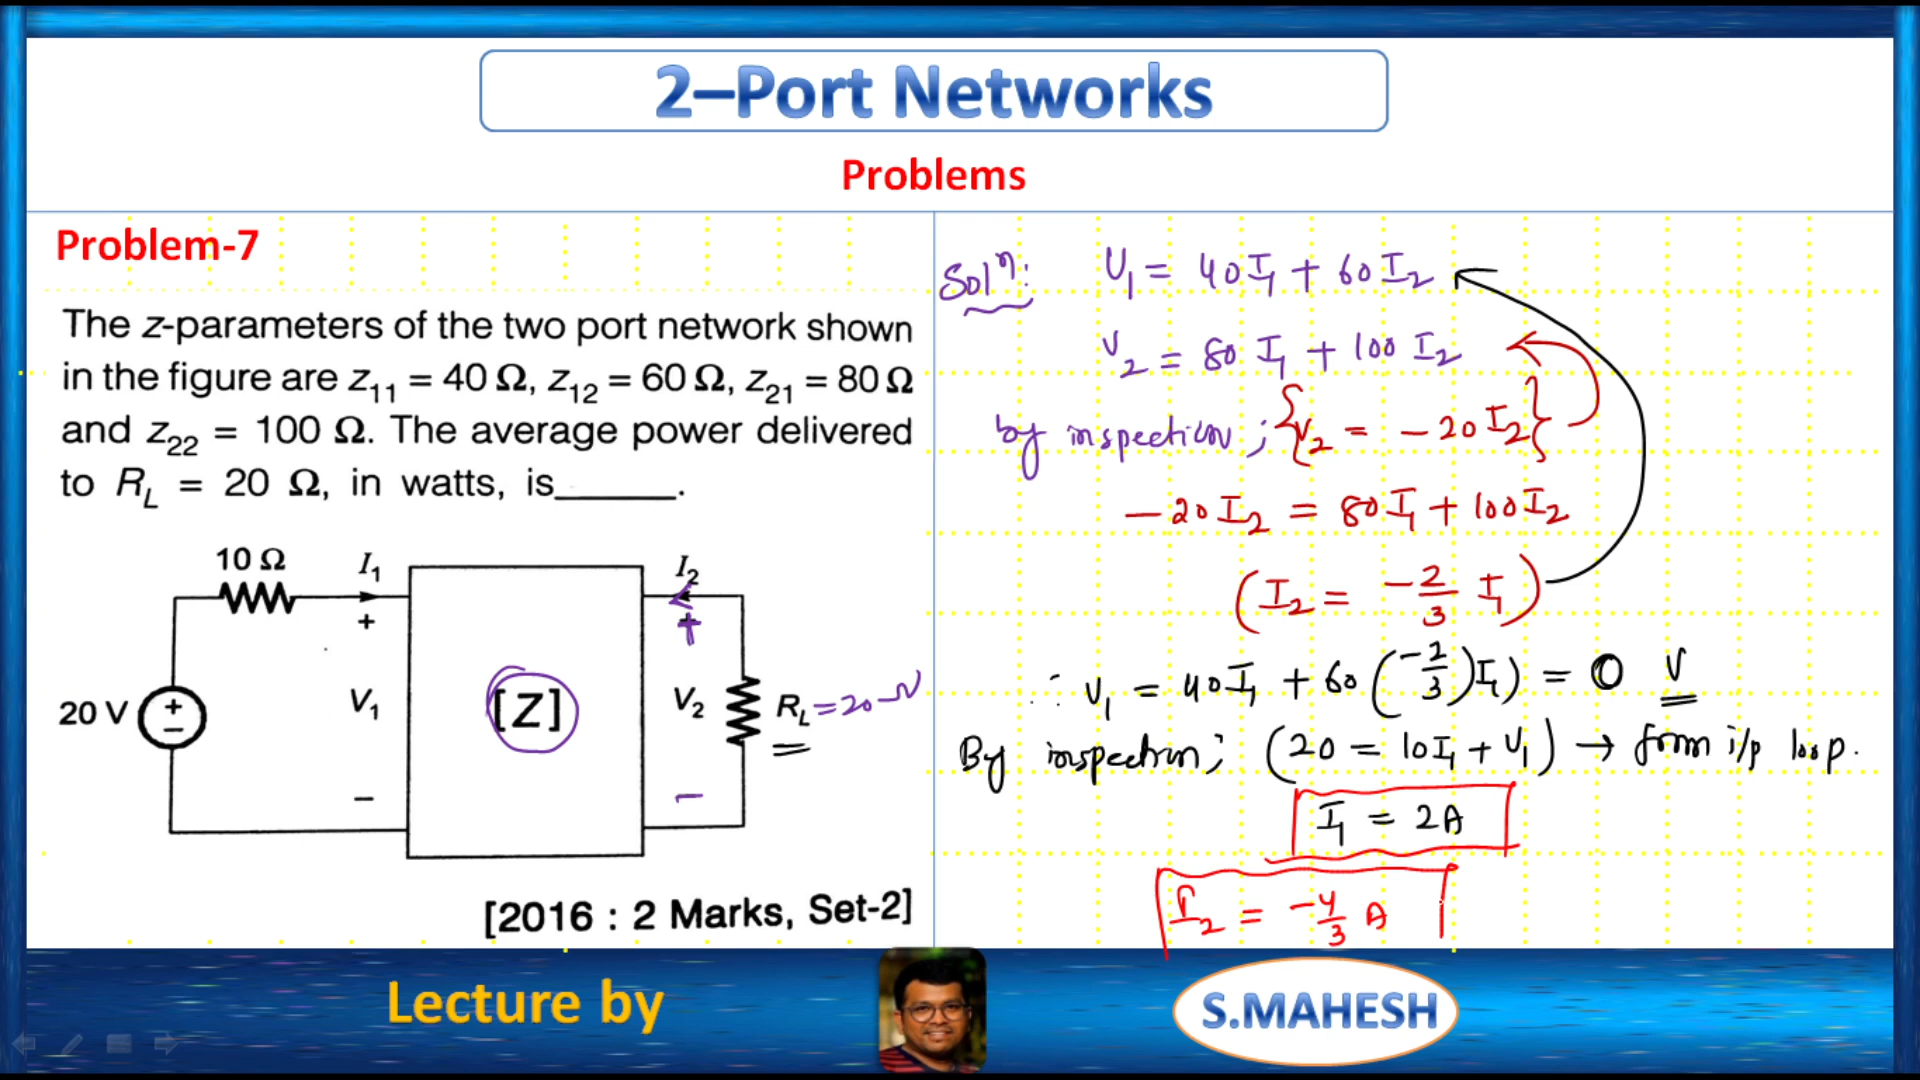 2–Port Networks
Problems
Problem-7
The z-parameters of the two port network shown
in the figure are z₁₁ = 40 Ω, z₁₂ = 60 Ω, z₂₁ = 80 Ω
and z₂₂ = 100 Ω. The average power delivered
to R_L = 20 Ω, in watts, is______.
10 Ω
I₁
I₂
+
+
20 V
+
−
V₁
[Z]
V₂
R_L = 20 Ω
−
−
[2016 : 2 Marks, Set-2]
Solⁿ: V₁ = 40I₁ + 60I₂
V₂ = 80 I₁ + 100 I₂
by inspection ; {V₂ = −20I₂}
−20I₂ = 80I₁ + 100I₂
(I₂ = −2/3 I₁)
∴ V₁ = 40I₁ + 60(−2/3)I₁) = 0 V
By inspection; (20 = 10I₁ + V₁) → from i/p loop.
I₁ = 2A
I₂ = −4/3 A
Lecture by
S.MAHESH